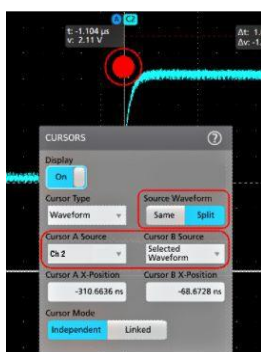 A C2
t: -1.104 µs
v: 2.11 V
Δt: 1.
Δv: -1.
CURSORS
?
Display
On
Cursor Type
Source Waveform
Waveform
Same Split
Cursor A Source
Cursor B Source
Ch 2
Selected Waveform
Cursor A X-Position
Cursor B X-Position
-310.6636 ns
-68.6728 ns
Cursor Mode
Independent Linked